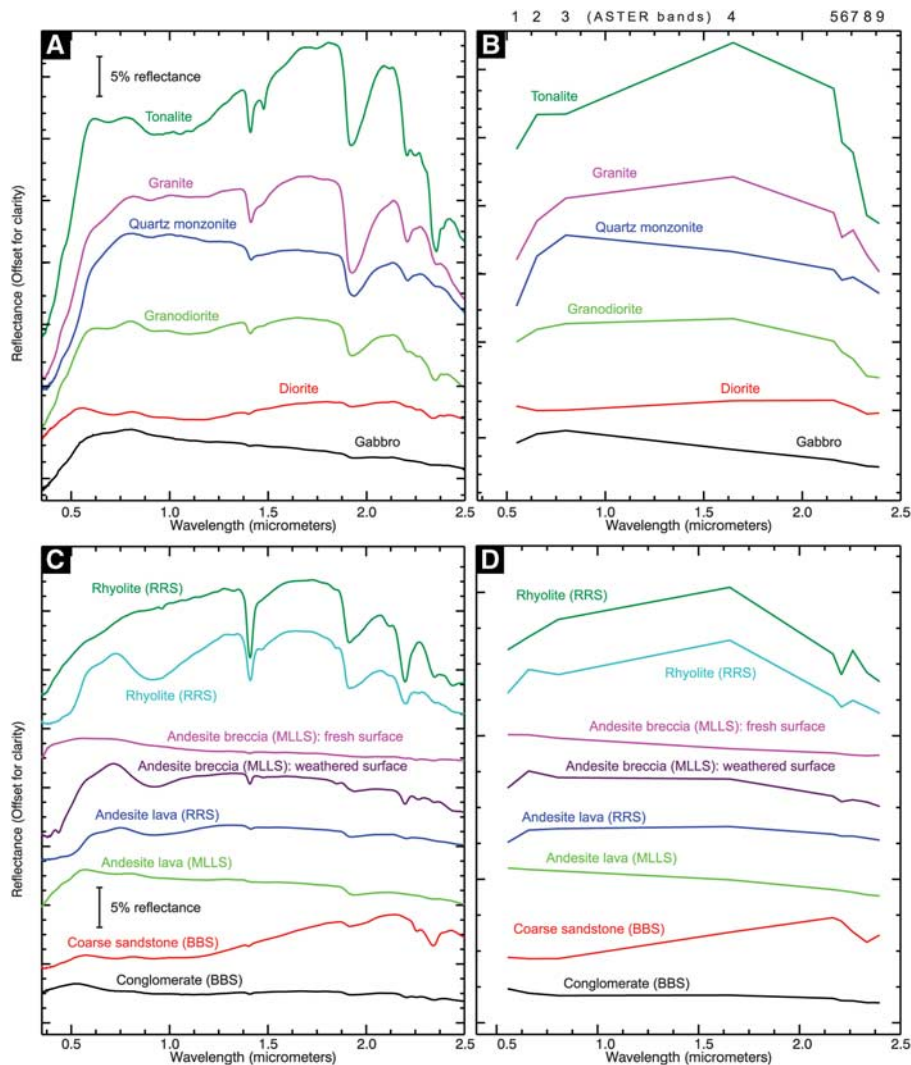 1 2 3 (ASTER bands) 4 5 6 7 8 9
A
5% reflectance
Tonalite
Granite
Quartz monzonite
Granodiorite
Diorite
Gabbro
Reflectance (Offset for clarity)
0.5 1.0 1.5 2.0 2.5
Wavelength (micrometers)
B
Tonalite
Granite
Quartz monzonite
Granodiorite
Diorite
Gabbro
0.5 1.0 1.5 2.0 2.5
Wavelength (micrometers)
C
Rhyolite (RRS)
Rhyolite (RRS)
Andesite breccia (MLLS): fresh surface
Andesite breccia (MLLS): weathered surface
Andesite lava (RRS)
Andesite lava (MLLS)
5% reflectance
Coarse sandstone (BBS)
Conglomerate (BBS)
Reflectance (Offset for clarity)
0.5 1.0 1.5 2.0 2.5
Wavelength (micrometers)
D
Rhyolite (RRS)
Rhyolite (RRS)
Andesite breccia (MLLS): fresh surface
Andesite breccia (MLLS): weathered surface
Andesite lava (RRS)
Andesite lava (MLLS)
Coarse sandstone (BBS)
Conglomerate (BBS)
0.5 1.0 1.5 2.0 2.5
Wavelength (micrometers)